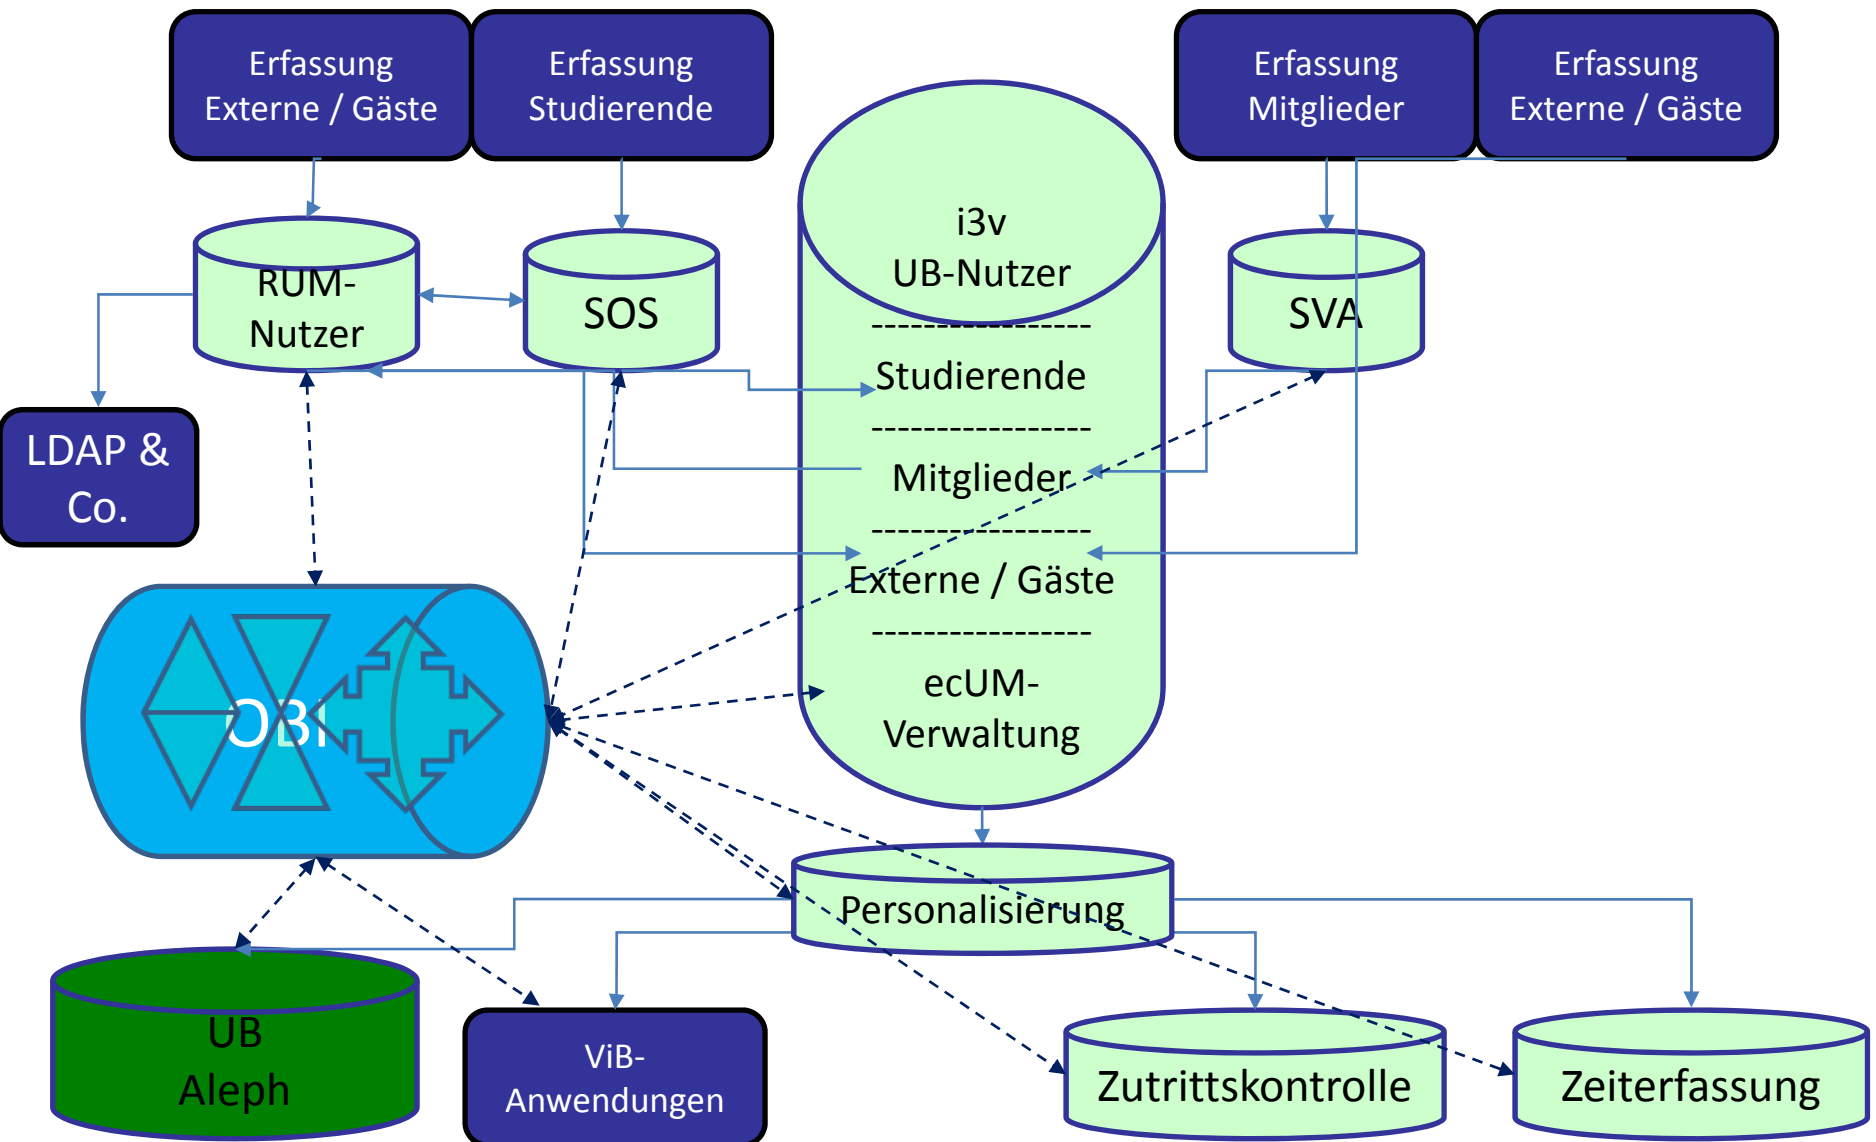 Erfassung
Externe / Gäste
Erfassung
Studierende
Erfassung
Mitglieder
Erfassung
Externe / Gäste
RUM-
Nutzer
SOS
i3v
UB-Nutzer
-----------------
Studierende
-----------------
Mitglieder
-----------------
Externe / Gäste
-----------------
ecUM-
Verwaltung
SVA
LDAP &
Co.
OBI
Personalisierung
UB
Aleph
ViB-
Anwendungen
Zutrittskontrolle
Zeiterfassung